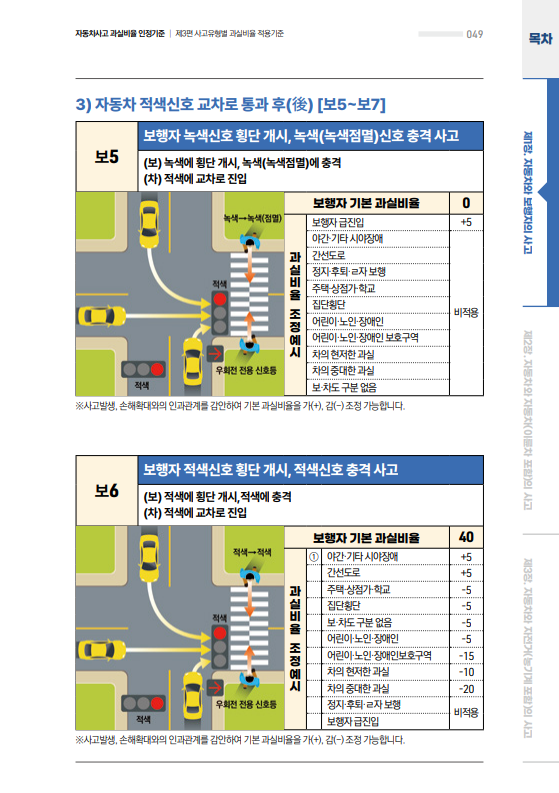 자동차사고 과실비율 인정기준 | 제3편 사고유형별 과실비율 적용기준
049
목차
3) 자동차 적색신호 교차로 통과 후(後) [보5~보7]
보5
보행자 녹색신호 횡단 개시, 녹색(녹색점멸)신호 충격 사고
(보) 녹색에 횡단 개시, 녹색(녹색점멸)에 충격
(차) 적색에 교차로 진입
녹색→녹색(점멸)
적색
적색
우회전 전용 신호등
과실비율 조정예시
보행자 기본 과실비율 0
보행자 급진입 +5
야간·기타 시야장애
간선도로
정지·후퇴·ㄹ자 보행
주택·상점가·학교
집단횡단
어린이·노인·장애인
어린이·노인·장애인 보호구역
차의 현저한 과실
차의 중대한 과실
보·차도 구분 없음
비적용
※사고발생, 손해확대와의 인과관계를 감안하여 기본 과실비율을 가(+), 감(-) 조정 가능합니다.
보6
보행자 적색신호 횡단 개시, 적색신호 충격 사고
(보) 적색에 횡단 개시,적색에 충격
(차) 적색에 교차로 진입
적색→적색
적색
적색
우회전 전용 신호등
과실비율 조정예시
보행자 기본 과실비율 40
① 야간·기타 시야장애 +5
간선도로 +5
주택·상점가·학교 -5
집단횡단 -5
보·차도 구분 없음 -5
어린이·노인·장애인 -5
어린이·노인·장애인보호구역 -15
차의 현저한 과실 -10
차의 중대한 과실 -20
정지·후퇴·ㄹ자 보행
보행자 급진입
비적용
※사고발생, 손해확대와의 인과관계를 감안하여 기본 과실비율을 가(+), 감(-) 조정 가능합니다.
제1장. 자동차와 보행자의 사고
제2장. 자동차와 자동차(이륜차 포함)의 사고
제3장. 자동차와 자전거(농기계 포함)의 사고